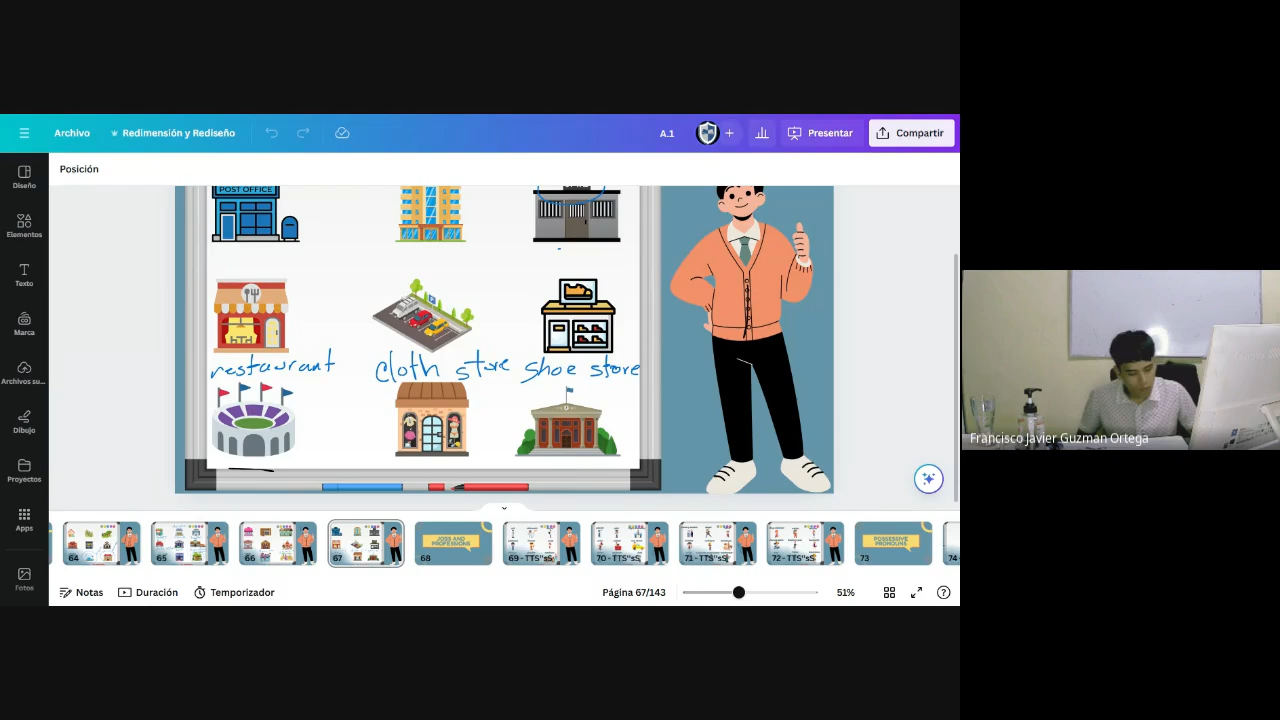 Archivo
Redimensión y Rediseño
A.1
Presentar
Compartir
Posición
Diseño
Elementos
Texto
Marca
Archivos su...
Dibujo
Proyectos
Apps
Fotos
POST OFFICE
restaurant
cloth store
shoe store
Francisco Javier Guzman Ortega
64
65
66
67
68
JOBS AND PROFESSIONS
69 - TTS"sS
70 - TTS"sS
71 - TTS"sS
72 - TTS"sS
73
POSSESSIVE PRONOUNS
74
Notas
Duración
Temporizador
Página 67/143
51%